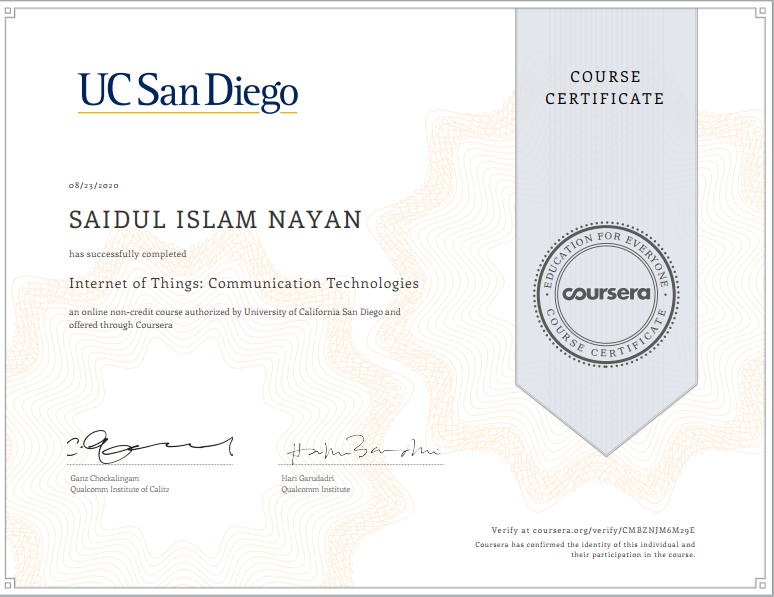 UC San Diego
COURSE
CERTIFICATE
08/23/2020
SAIDUL ISLAM NAYAN
has successfully completed
Internet of Things: Communication Technologies
an online non-credit course authorized by University of California San Diego and
offered through Coursera
EDUCATION FOR EVERYONE
coursera
COURSE CERTIFICATE
Ganz Chockalingam
Qualcomm Institute of Calit2
Hari Garudadri
Qualcomm Institute
Verify at coursera.org/verify/CMBZNJM6M29E
Coursera has confirmed the identity of this individual and
their participation in the course.